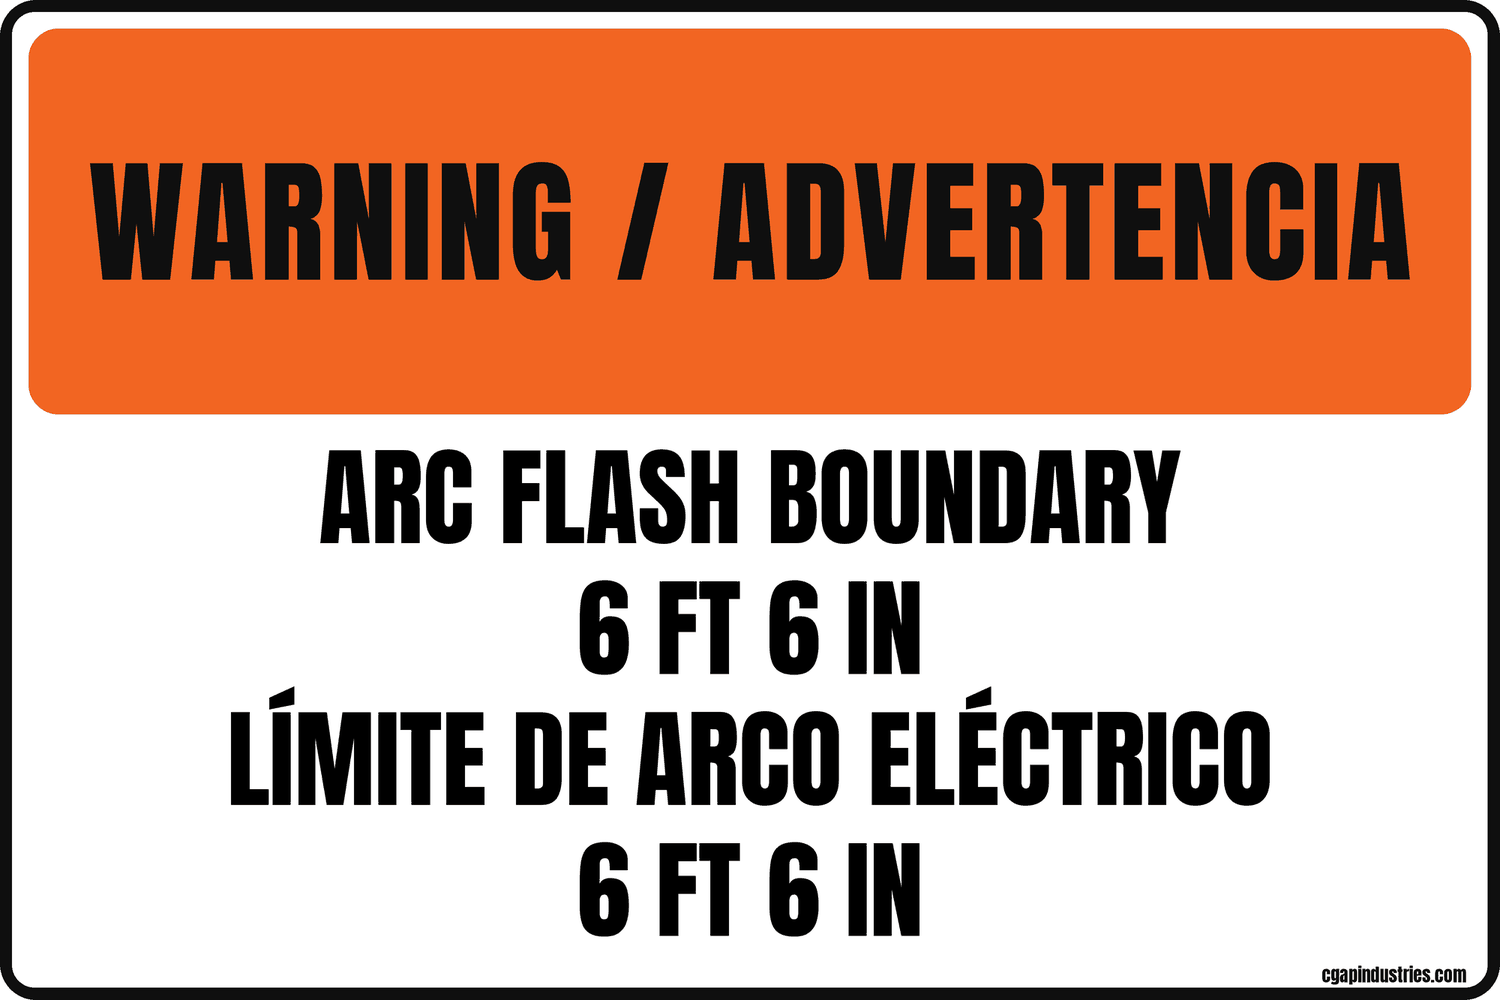 WARNING / ADVERTENCIA
ARC FLASH BOUNDARY
6 FT 6 IN
LÍMITE DE ARCO ELÉCTRICO
6 FT 6 IN
cgapindustries.com